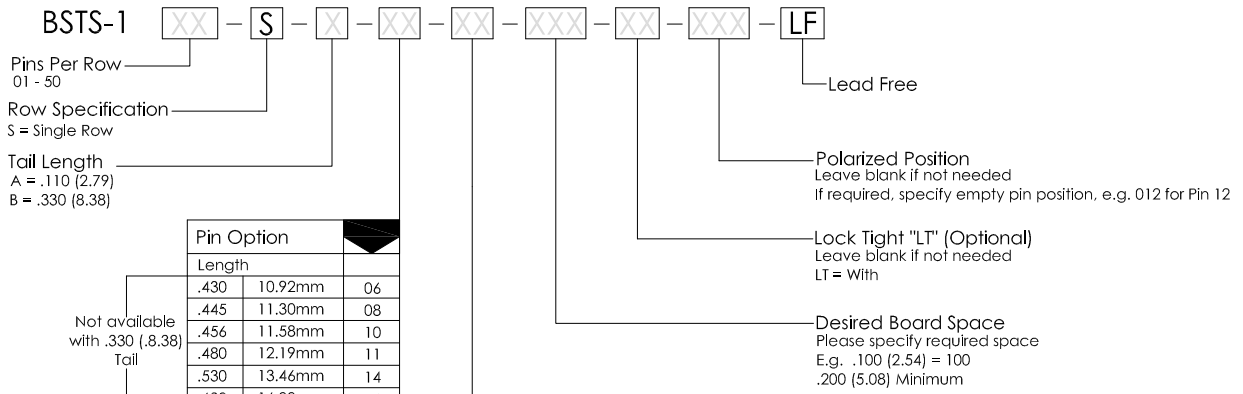 BSTS-1 XX - S - X - XX - XX - XXX - XX - XXX - LF
Pins Per Row
01 - 50
Row Specification
S = Single Row
Tail Length
A = .110 (2.79)
B = .330 (8.38)
Lead Free
Polarized Position
Leave blank if not needed
If required, specify empty pin position, e.g. 012 for Pin 12
Lock Tight "LT" (Optional)
Leave blank if not needed
LT = With
Desired Board Space
Please specify required space
E.g. .100 (2.54) = 100
.200 (5.08) Minimum
Pin Option
Length
.430 10.92mm 06
.445 11.30mm 08
.456 11.58mm 10
.480 12.19mm 11
.530 13.46mm 14
Not available
with .330 (.8.38)
Tail